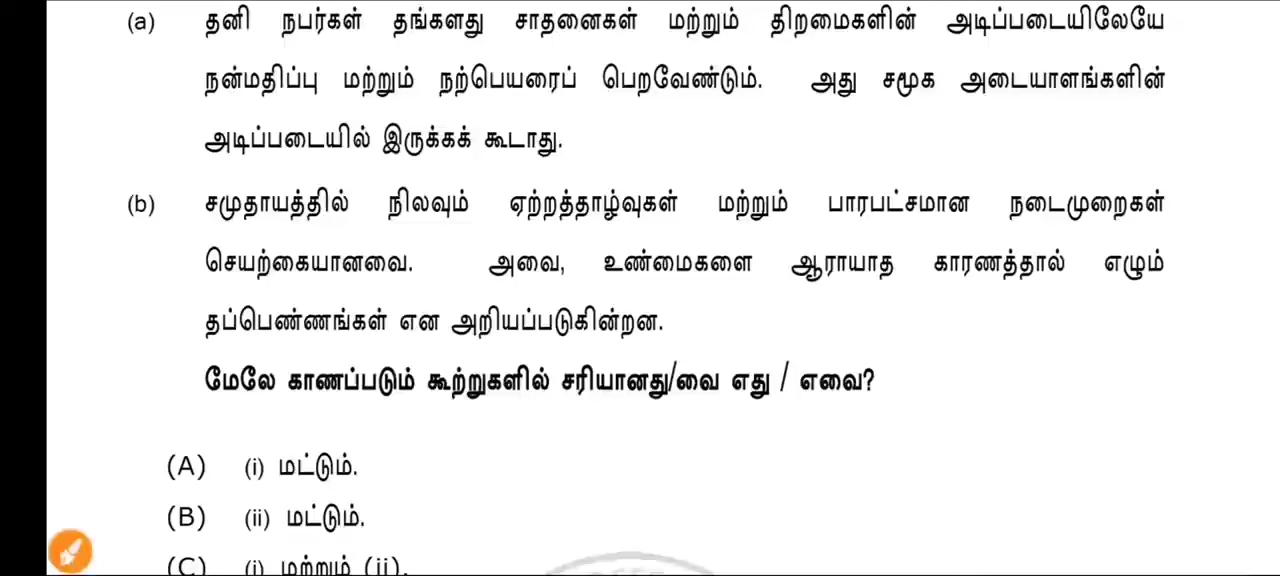 (a) தனி நபர்கள் தங்களது சாதனைகள் மற்றும் திறமைகளின் அடிப்படையிலேயே
நன்மதிப்பு மற்றும் நற்பெயரைப் பெறவேண்டும். அது சமூக அடையாளங்களின்
அடிப்படையில் இருக்கக் கூடாது.
(b) சமுதாயத்தில் நிலவும் ஏற்றத்தாழ்வுகள் மற்றும் பாரபட்சமான நடைமுறைகள்
செயற்கையானவை. அவை, உண்மைகளை ஆராயாத காரணத்தால் எழும்
தப்பெண்ணங்கள் என அறியப்படுகின்றன.
மேலே காணப்படும் கூற்றுகளில் சரியானது/வை எது / எவை?
(A) (i) மட்டும்.
(B) (ii) மட்டும்.
(C) (i) மற்றும் (ii).